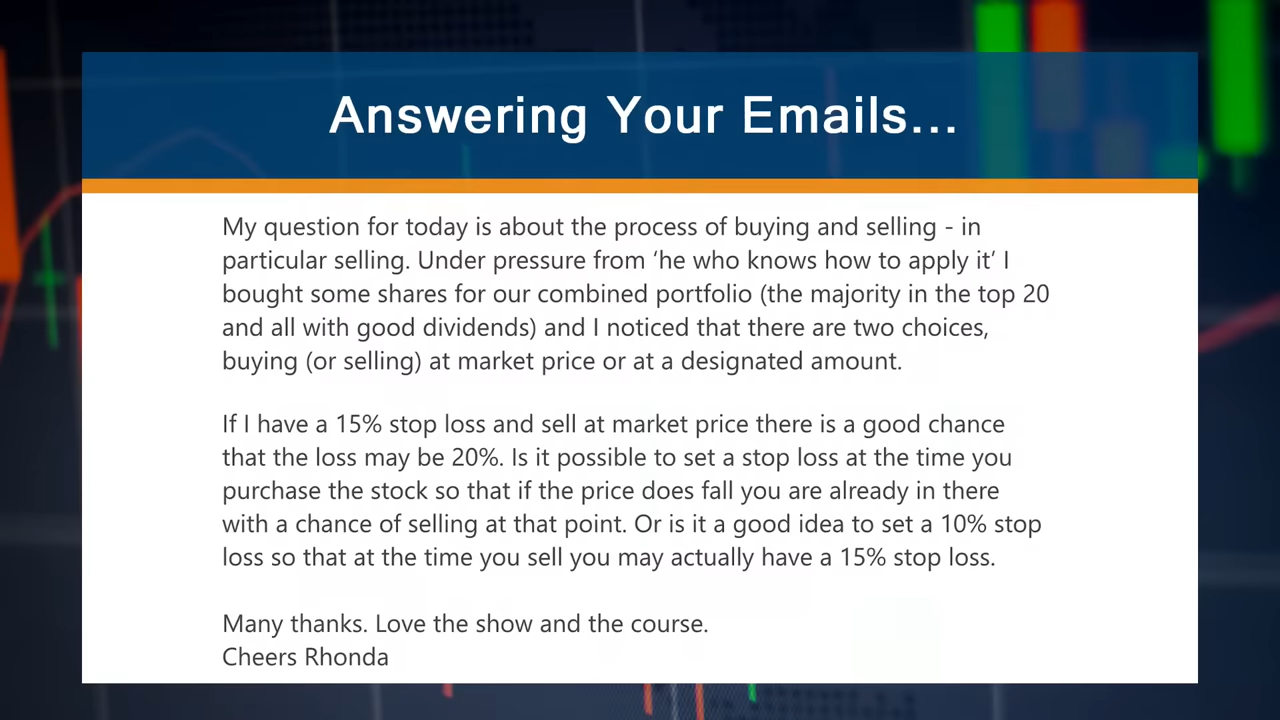 Answering Your Emails...
My question for today is about the process of buying and selling - in
particular selling. Under pressure from ‘he who knows how to apply it’ I
bought some shares for our combined portfolio (the majority in the top 20
and all with good dividends) and I noticed that there are two choices,
buying (or selling) at market price or at a designated amount.
If I have a 15% stop loss and sell at market price there is a good chance
that the loss may be 20%. Is it possible to set a stop loss at the time you
purchase the stock so that if the price does fall you are already in there
with a chance of selling at that point. Or is it a good idea to set a 10% stop
loss so that at the time you sell you may actually have a 15% stop loss.
Many thanks. Love the show and the course.
Cheers Rhonda